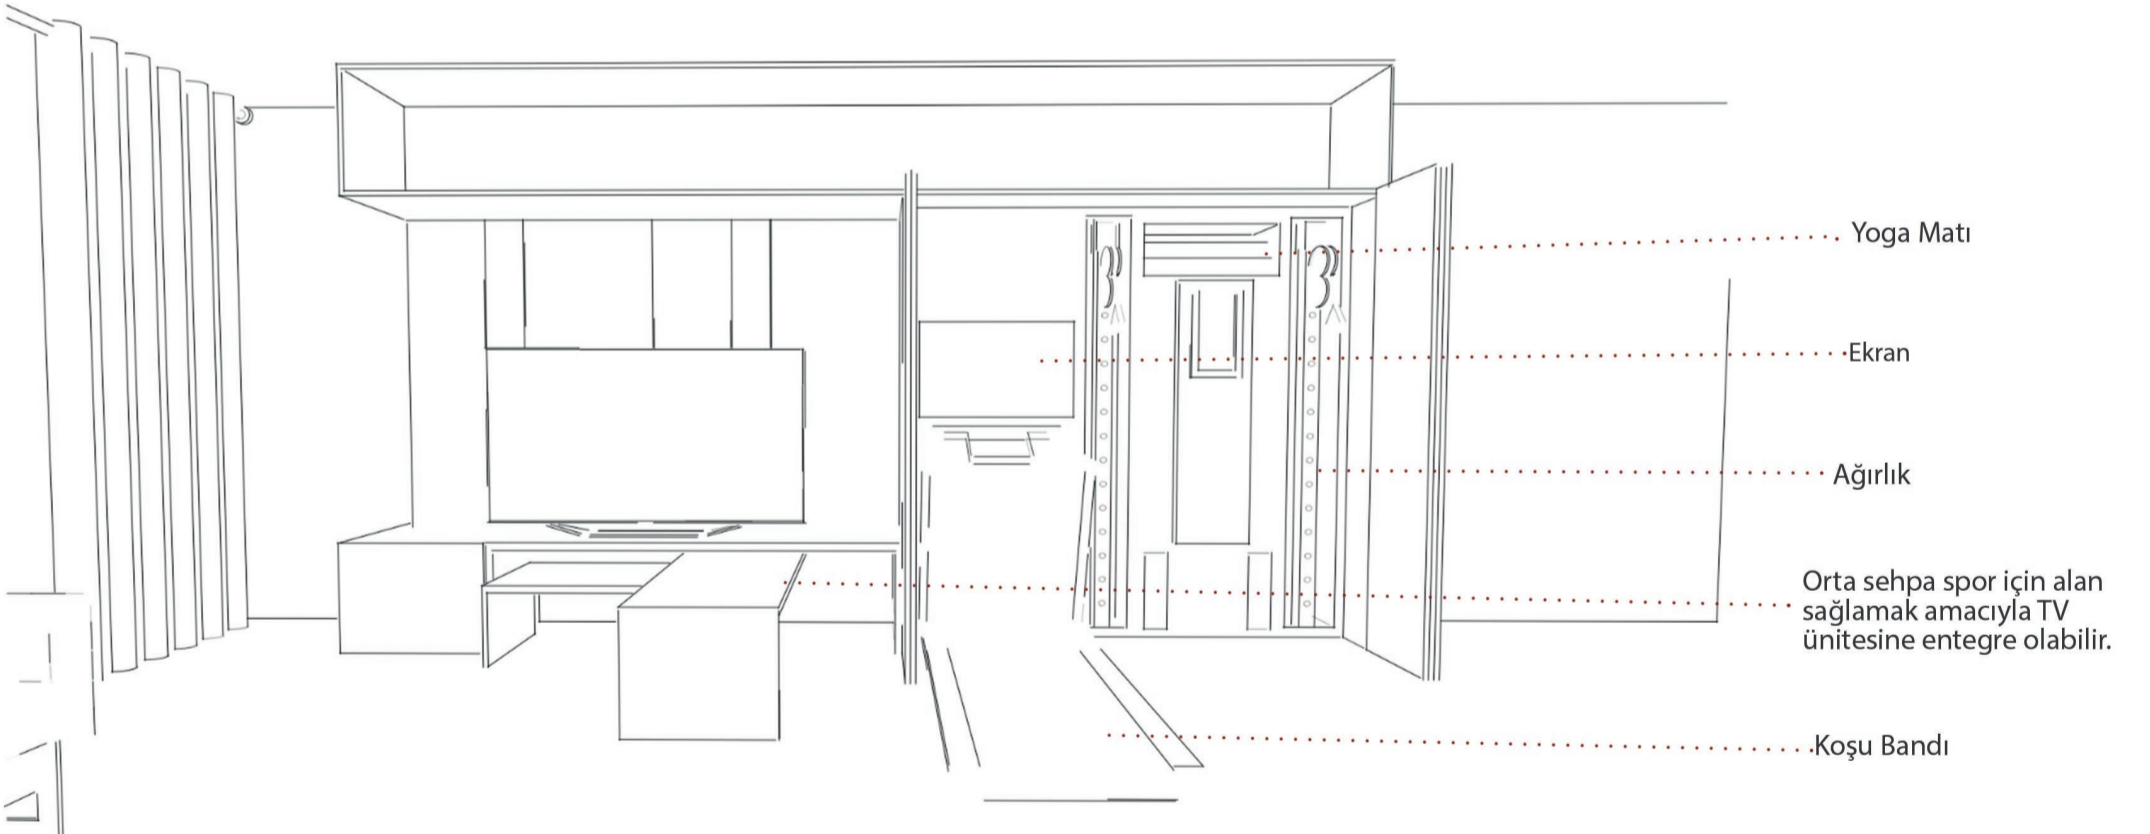 Yoga Matı
Ekran
Ağırlık
Orta sehpa spor için alan
sağlamak amacıyla TV
ünitesine entegre olabilir.
Koşu Bandı